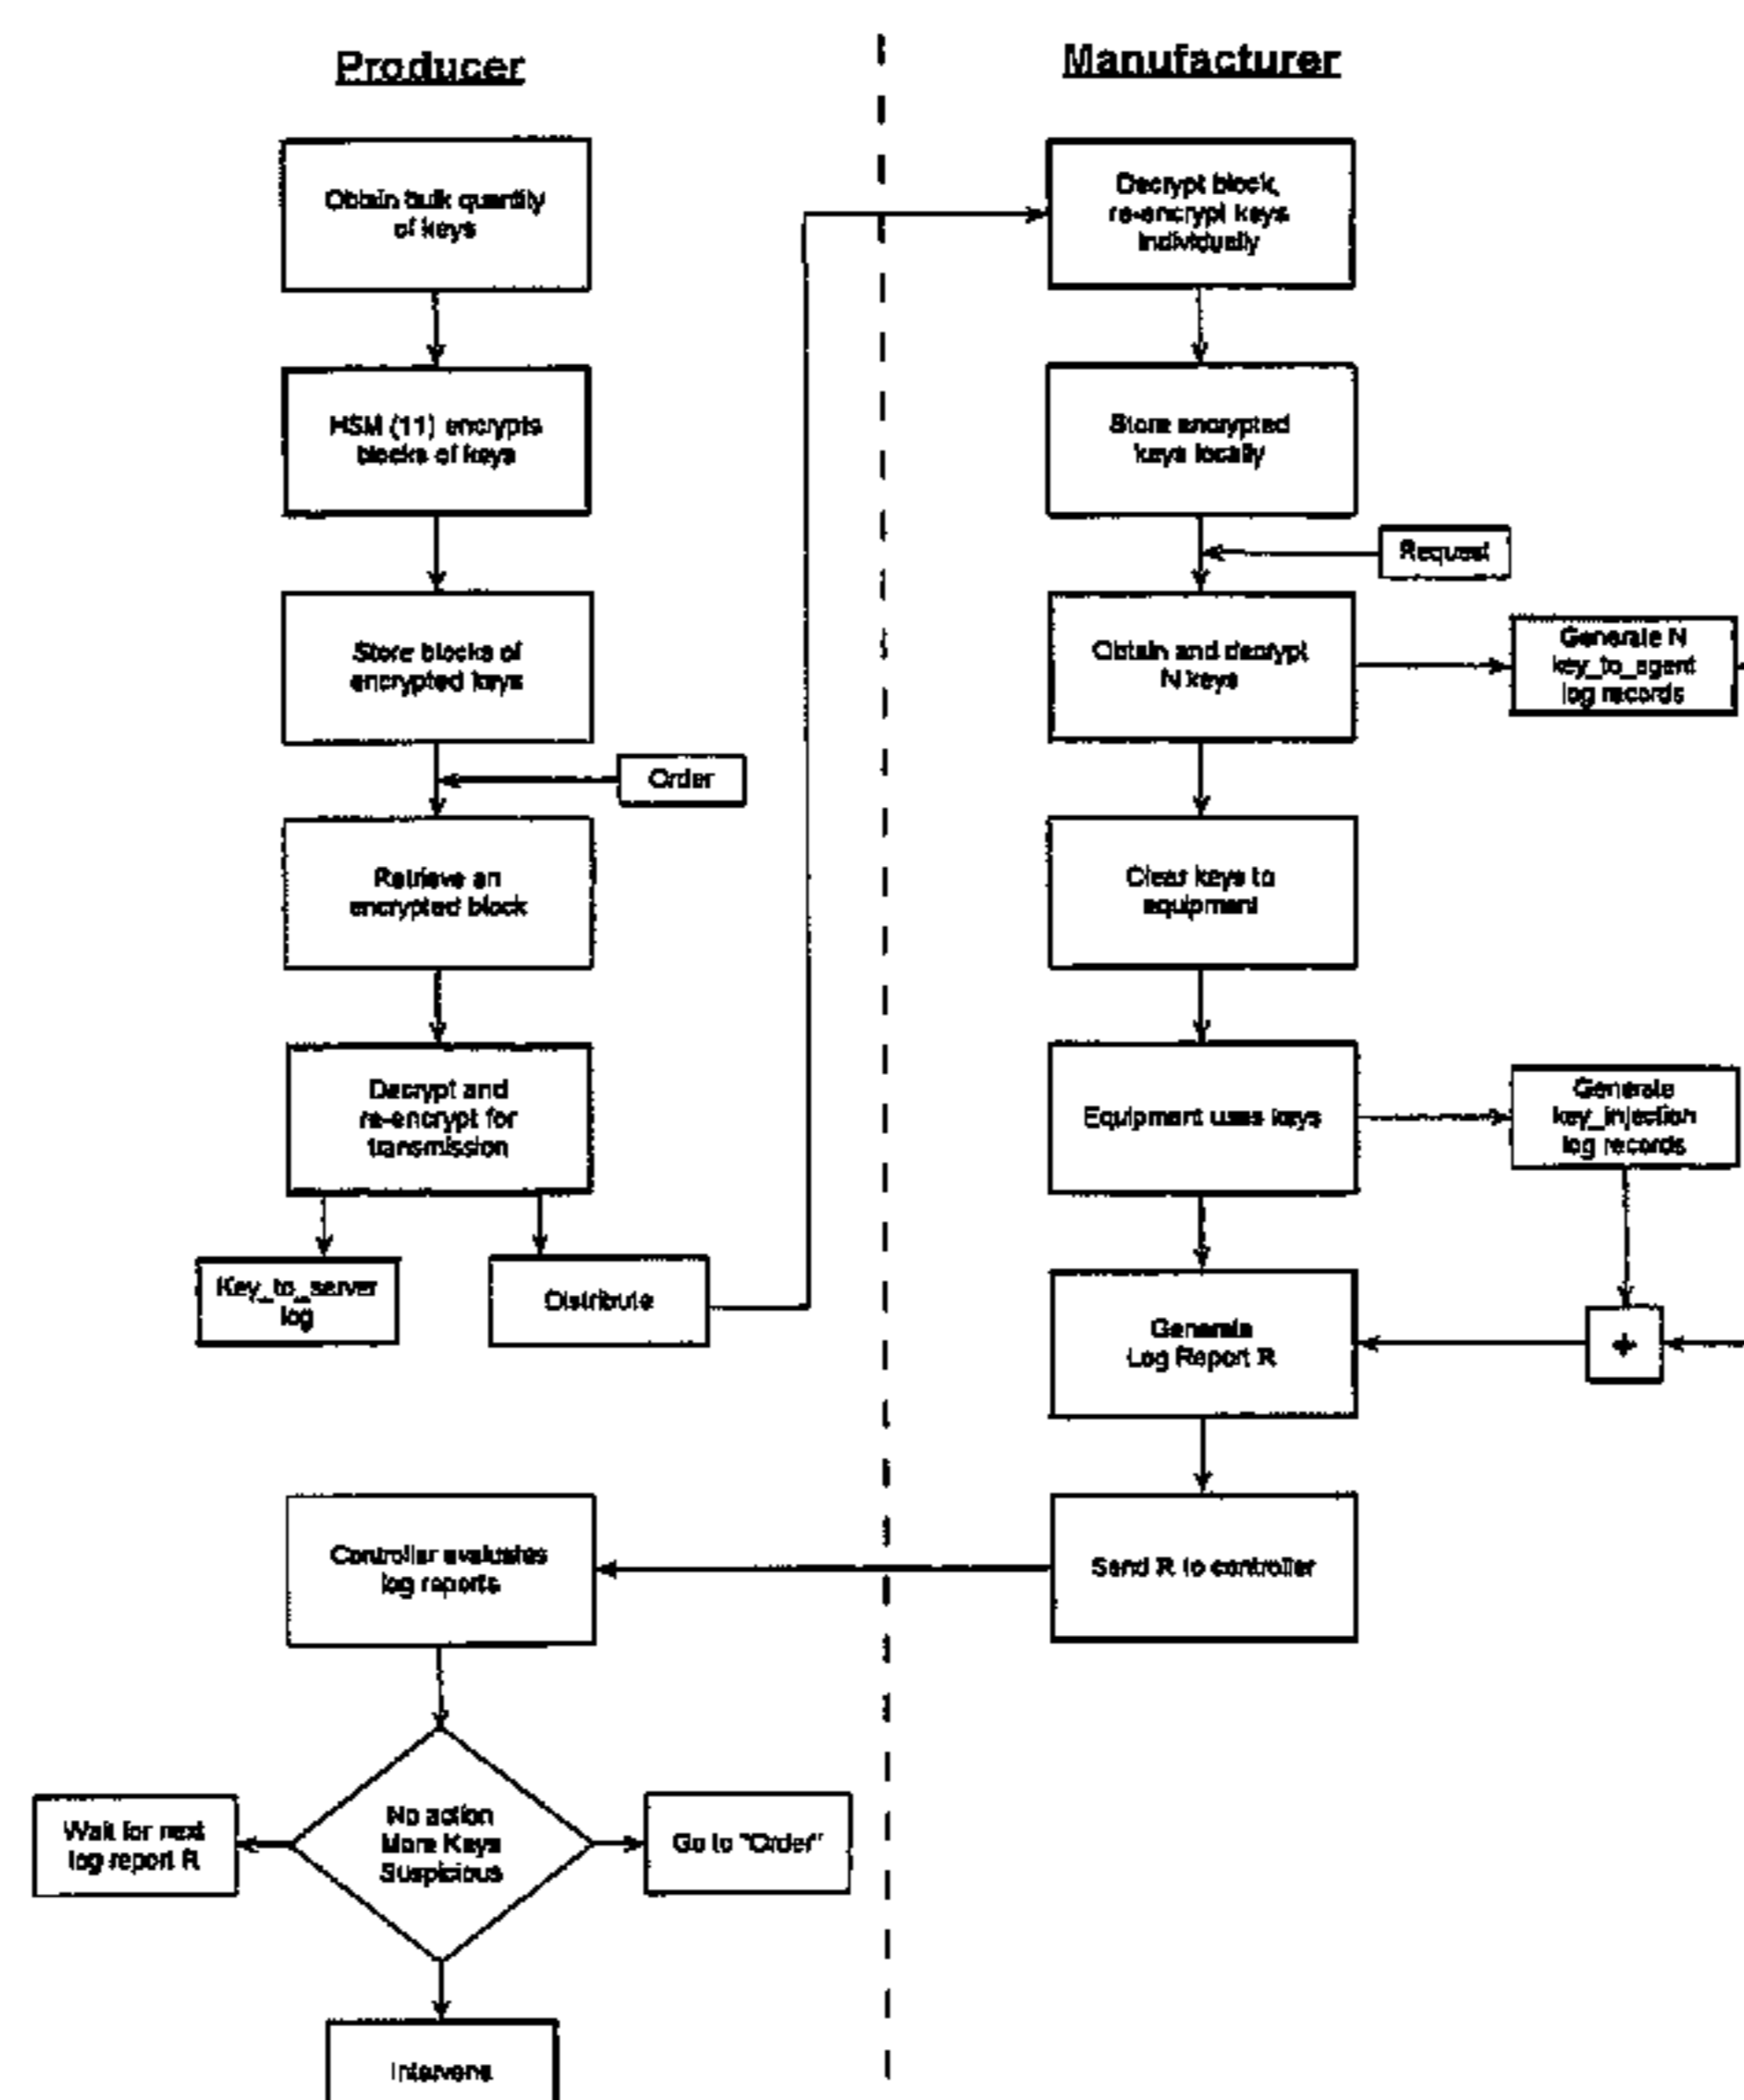 Producer
Obtain bulk quantity
of keys
HSM (11) encrypts
blocks of keys
Store blocks of
encrypted keys
Order
Retrieve an
encrypted block
Decrypt and
re-encrypt for
transmission
Key_to_server
log
Distribute
Manufacturer
Decrypt block,
re-encrypt keys
individually
Store encrypted
keys locally
Request
Obtain and decrypt
N keys
Generate N
key_to_agent
log records
Clear keys to
equipment
Equipment uses keys
Generate
key_injection
log records
+
Generate
Log Report R
Send R to controller
Controller evaluates
log reports
No action
More Keys
Suspicious
Wait for next
log report R
Go to "Order"
Intervene